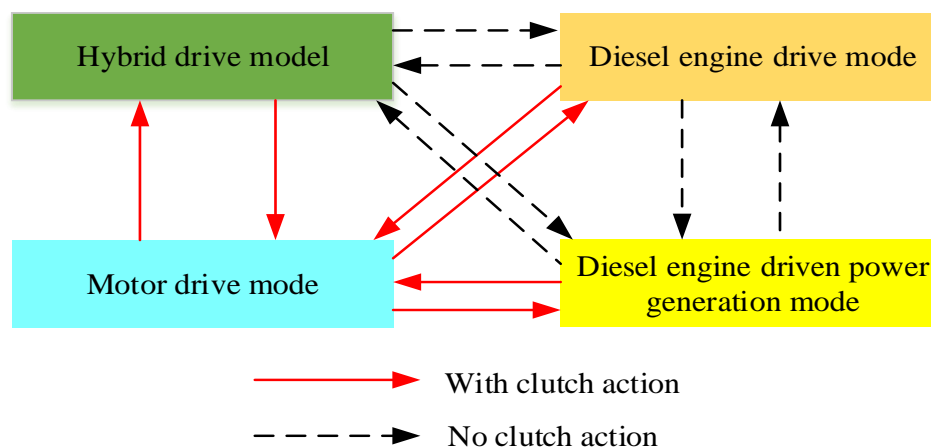 Hybrid drive model
Diesel engine drive mode
Motor drive mode
Diesel engine driven power
generation mode
With clutch action
No clutch action